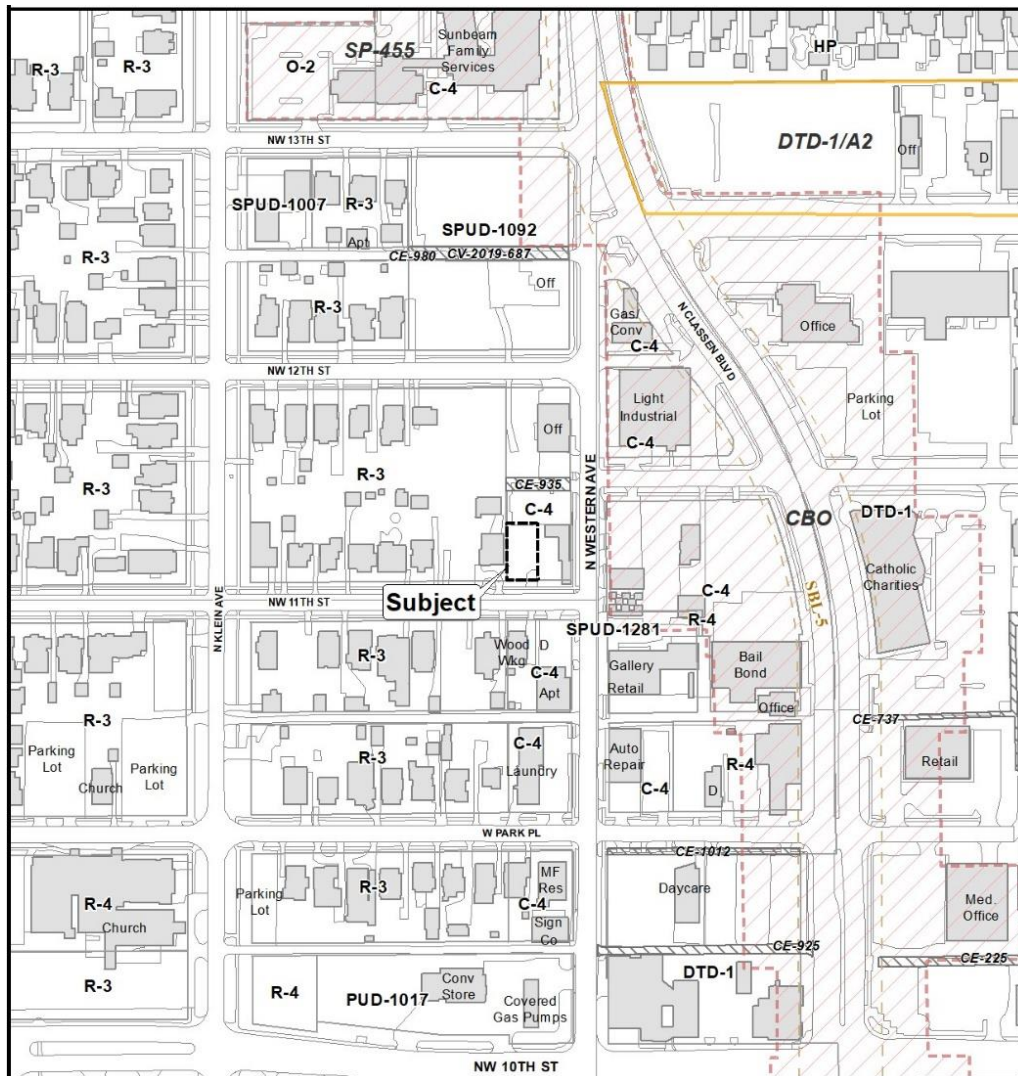 SP-455
Sunbeam
Family
Services
HP
R-3
R-3
O-2
C-4
DTD-1/A2
Off
D
NW 13TH ST
SPUD-1007
R-3
SPUD-1092
Apt
CE-980
CV-2019-687
R-3
R-3
Off
Gas/
Conv
C-4
N CLASSEN BLVD
Office
NW 12TH ST
Light
Industrial
C-4
Parking
Lot
Off
R-3
R-3
CE-935
C-4
N WESTERN AVE
CBO
DTD-1
Catholic
Charities
N KLEIN AVE
Subject
NW 11TH ST
C-4
R-4
SBL-5
SPUD-1281
R-3
Wood
Wkg
D
C-4
Apt
Gallery
Retail
Bail
Bond
Office
R-3
Parking
Lot
Church
Parking
Lot
R-3
C-4
Laundry
Auto
Repair
C-4
R-4
D
CE-737
Retail
W PARK PL
CE-1012
R-4
Church
Parking
Lot
R-3
MF
Res
C-4
Sign
Co
Daycare
Med.
Office
CE-925
CE-225
R-3
R-4
PUD-1017
Conv
Store
Covered
Gas Pumps
DTD-1
NW 10TH ST